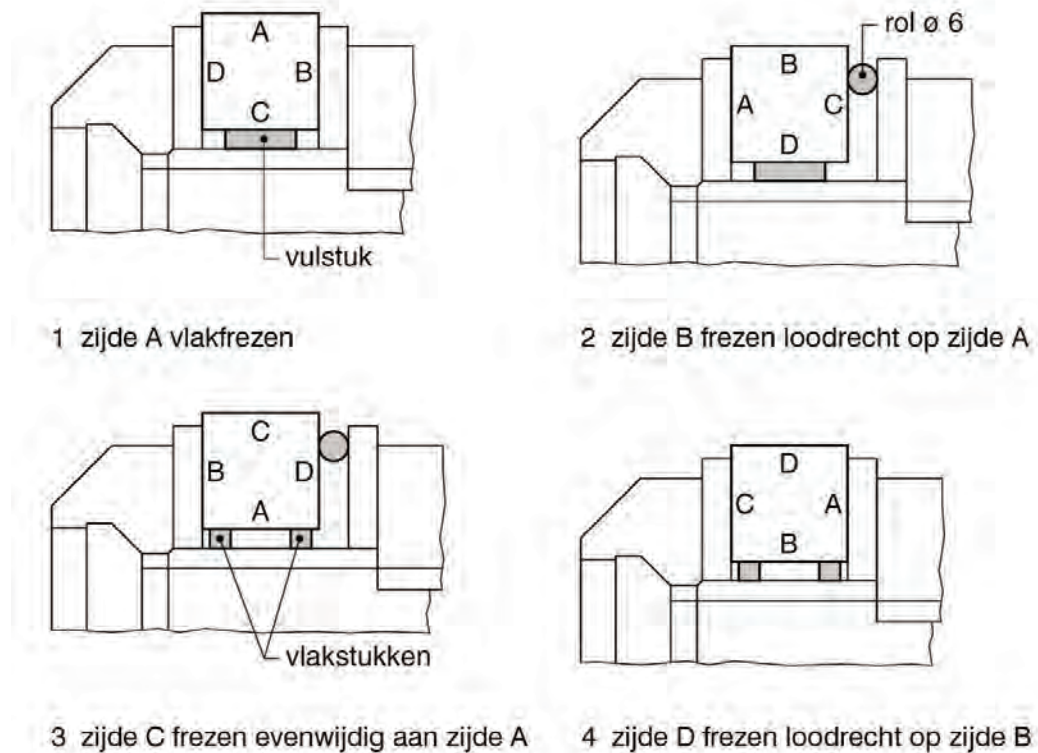 A
D B
C
vulstuk
1 zijde A vlakfrezen
rol ø 6
B
A C
D
2 zijde B frezen loodrecht op zijde A
C
B D
A
vlakstukken
3 zijde C frezen evenwijdig aan zijde A
D
C A
B
4 zijde D frezen loodrecht op zijde B